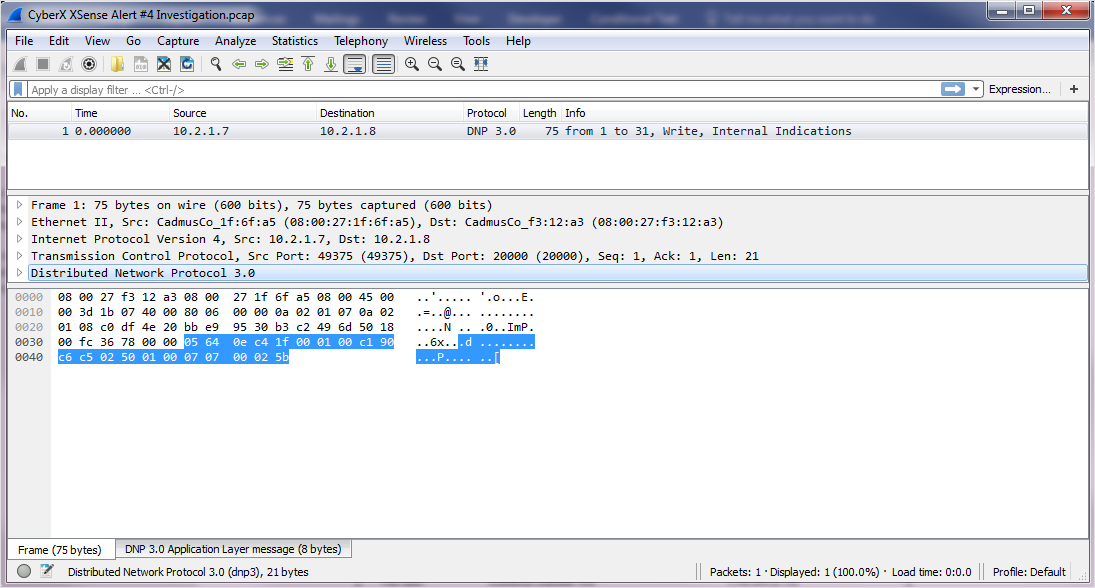 CyberX XSense Alert #4 Investigation.pcap
File Edit View Go Capture Analyze Statistics Telephony Wireless Tools Help
Apply a display filter ... <Ctrl-/> Expression... +
No. Time Source Destination Protocol Length Info
1 0.000000 10.2.1.7 10.2.1.8 DNP 3.0 75 from 1 to 31, Write, Internal Indications
Frame 1: 75 bytes on wire (600 bits), 75 bytes captured (600 bits)
Ethernet II, Src: CadmusCo_1f:6f:a5 (08:00:27:1f:6f:a5), Dst: CadmusCo_f3:12:a3 (08:00:27:f3:12:a3)
Internet Protocol Version 4, Src: 10.2.1.7, Dst: 10.2.1.8
Transmission Control Protocol, Src Port: 49375 (49375), Dst Port: 20000 (20000), Seq: 1, Ack: 1, Len: 21
Distributed Network Protocol 3.0
0000 08 00 27 f3 12 a3 08 00 27 1f 6f a5 08 00 45 00 ..'..... '.o...E.
0010 00 3d 1b 07 40 00 80 06 00 00 0a 02 01 07 0a 02 .=..@... ........
0020 01 08 c0 df 4e 20 bb e9 95 30 b3 c2 49 6d 50 18 ....N .. .0..ImP.
0030 00 fc 36 78 00 00 05 64 0e c4 1f 00 01 00 c1 90 ..6x...d ........
0040 c6 c5 02 50 01 00 07 07 00 02 5b ...P.... ..[
Frame (75 bytes) DNP 3.0 Application Layer message (8 bytes)
Distributed Network Protocol 3.0 (dnp3), 21 bytes Packets: 1 · Displayed: 1 (100.0%) · Load time: 0:0.0 Profile: Default